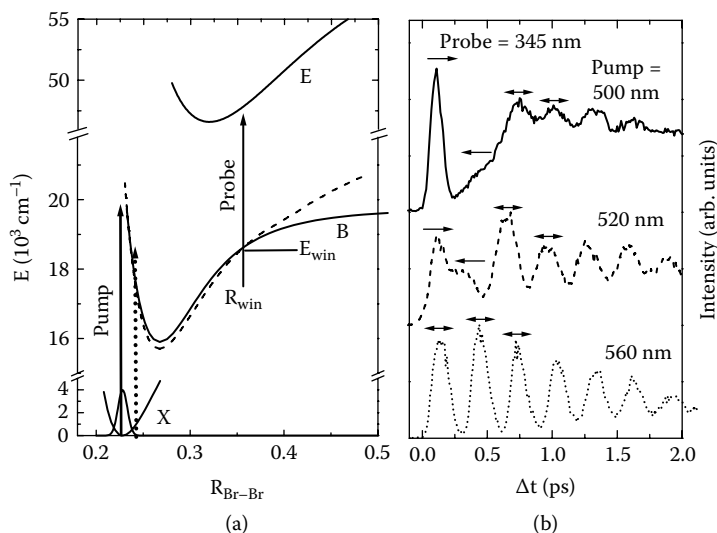 55
50
E
20
Probe
B
E_win
18
R_win
Pump
16
4
2
0
X
0.2
0.3
0.4
0.5
R_Br–Br
(a)
Probe = 345 nm
Pump =
500 nm
520 nm
560 nm
Intensity (arb. units)
0.0
0.5
1.0
1.5
2.0
Δt (ps)
(b)
E (10³ cm⁻¹)